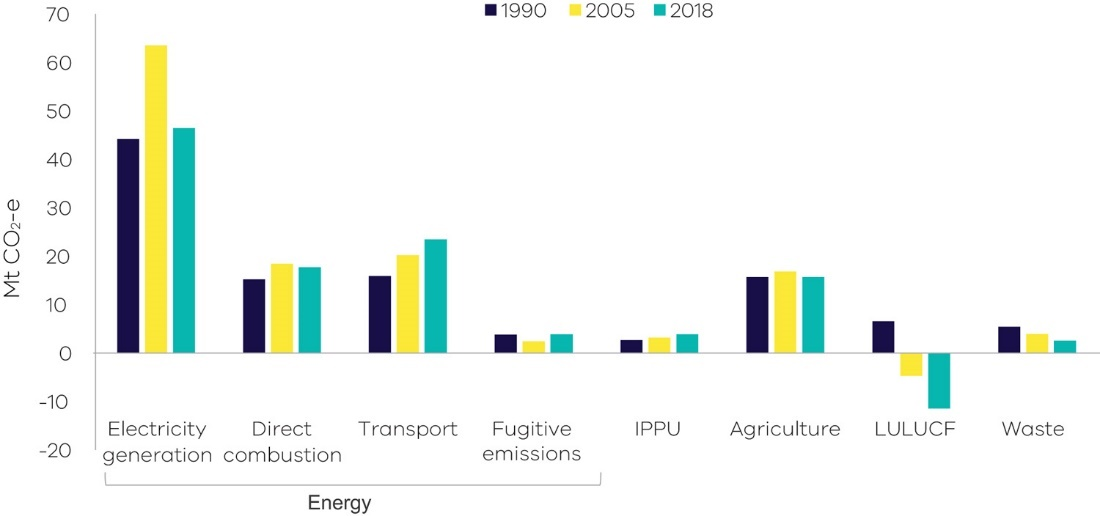 1990 2005 2018
70
60
50
40
30
20
10
0
-10
-20
Mt CO₂-e
Electricity generation
Direct combustion
Transport
Fugitive emissions
IPPU
Agriculture
LULUCF
Waste
Energy